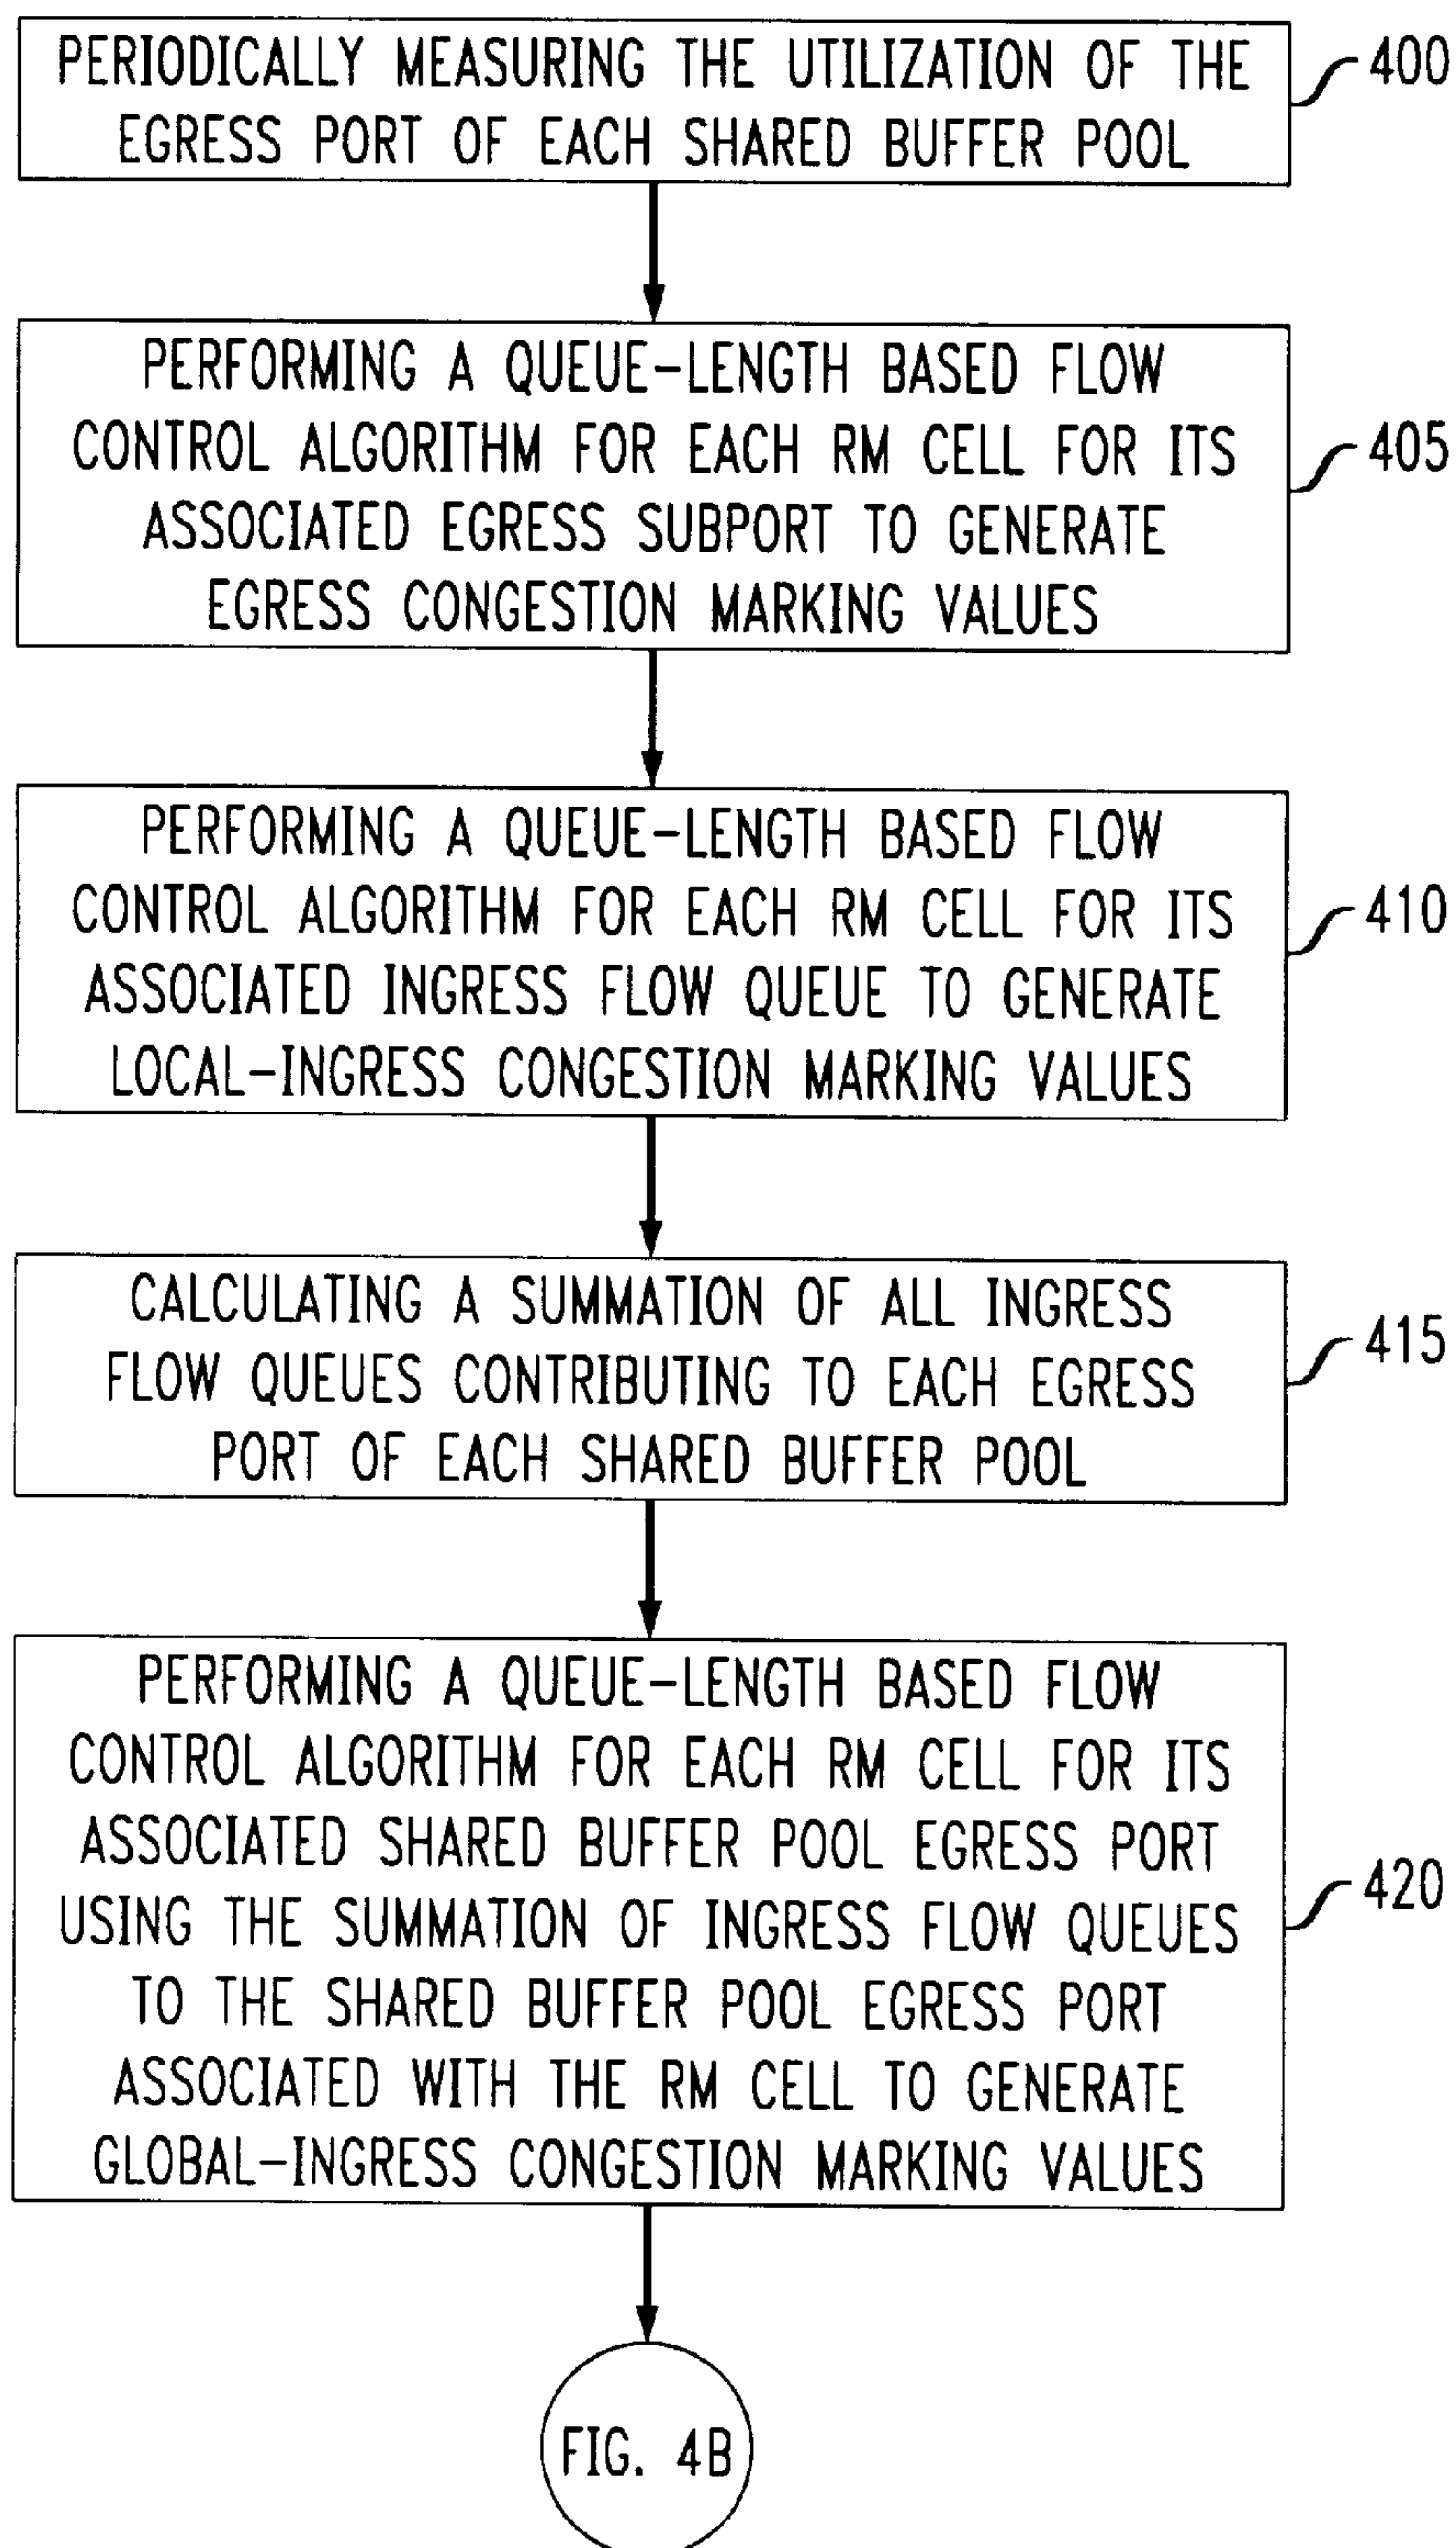 PERIODICALLY MEASURING THE UTILIZATION OF THE
EGRESS PORT OF EACH SHARED BUFFER POOL
400
PERFORMING A QUEUE-LENGTH BASED FLOW
CONTROL ALGORITHM FOR EACH RM CELL FOR ITS
ASSOCIATED EGRESS SUBPORT TO GENERATE
EGRESS CONGESTION MARKING VALUES
405
PERFORMING A QUEUE-LENGTH BASED FLOW
CONTROL ALGORITHM FOR EACH RM CELL FOR ITS
ASSOCIATED INGRESS FLOW QUEUE TO GENERATE
LOCAL-INGRESS CONGESTION MARKING VALUES
410
CALCULATING A SUMMATION OF ALL INGRESS
FLOW QUEUES CONTRIBUTING TO EACH EGRESS
PORT OF EACH SHARED BUFFER POOL
415
PERFORMING A QUEUE-LENGTH BASED FLOW
CONTROL ALGORITHM FOR EACH RM CELL FOR ITS
ASSOCIATED SHARED BUFFER POOL EGRESS PORT
USING THE SUMMATION OF INGRESS FLOW QUEUES
TO THE SHARED BUFFER POOL EGRESS PORT
ASSOCIATED WITH THE RM CELL TO GENERATE
GLOBAL-INGRESS CONGESTION MARKING VALUES
420
FIG. 4B